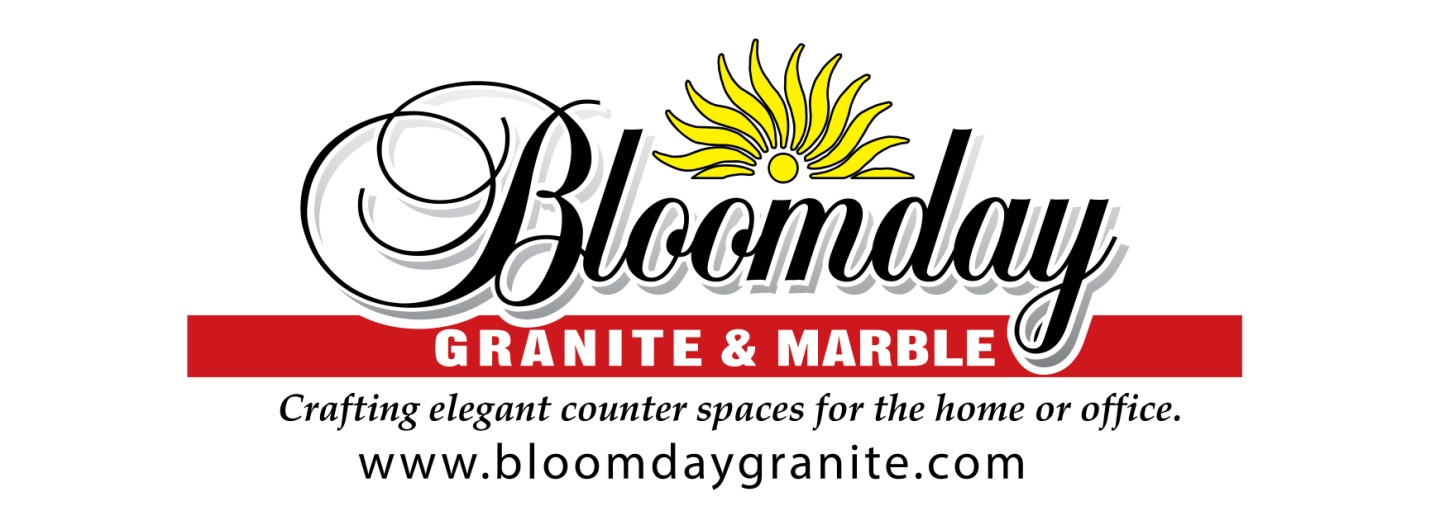 Bloomday
GRANITE & MARBLE
Crafting elegant counter spaces for the home or office.
www.bloomdaygranite.com